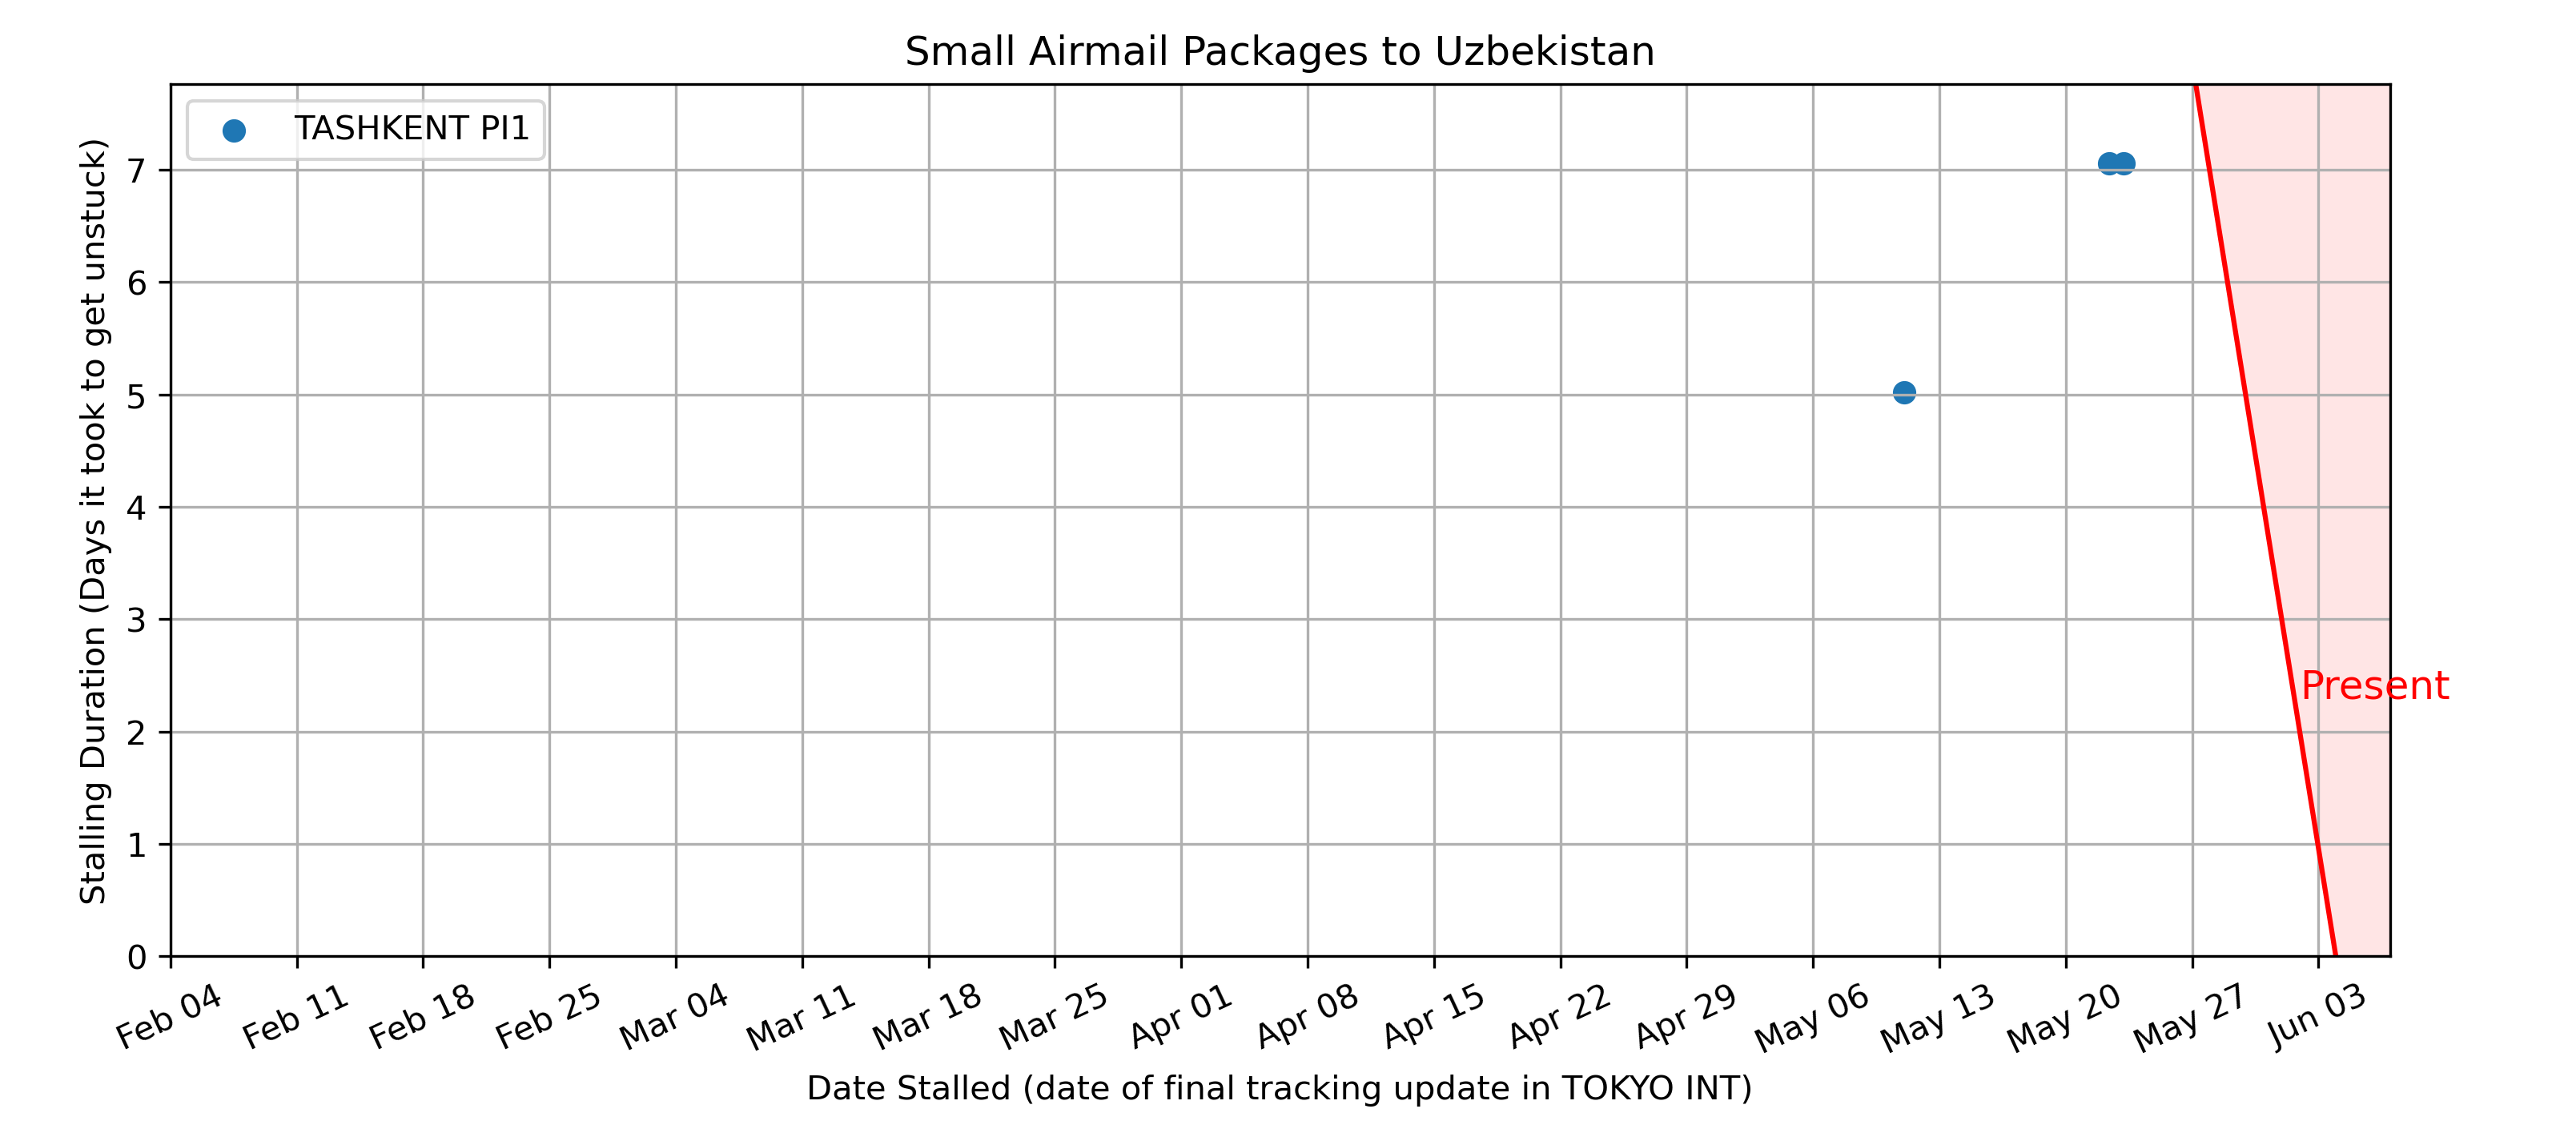 Small Airmail Packages to Uzbekistan
TASHKENT PI1
Stalling Duration (Days it took to get unstuck)
7
6
5
4
3
2
1
0
Present
Feb 04
Feb 11
Feb 18
Feb 25
Mar 04
Mar 11
Mar 18
Mar 25
Apr 01
Apr 08
Apr 15
Apr 22
Apr 29
May 06
May 13
May 20
May 27
Jun 03
Date Stalled (date of final tracking update in TOKYO INT)